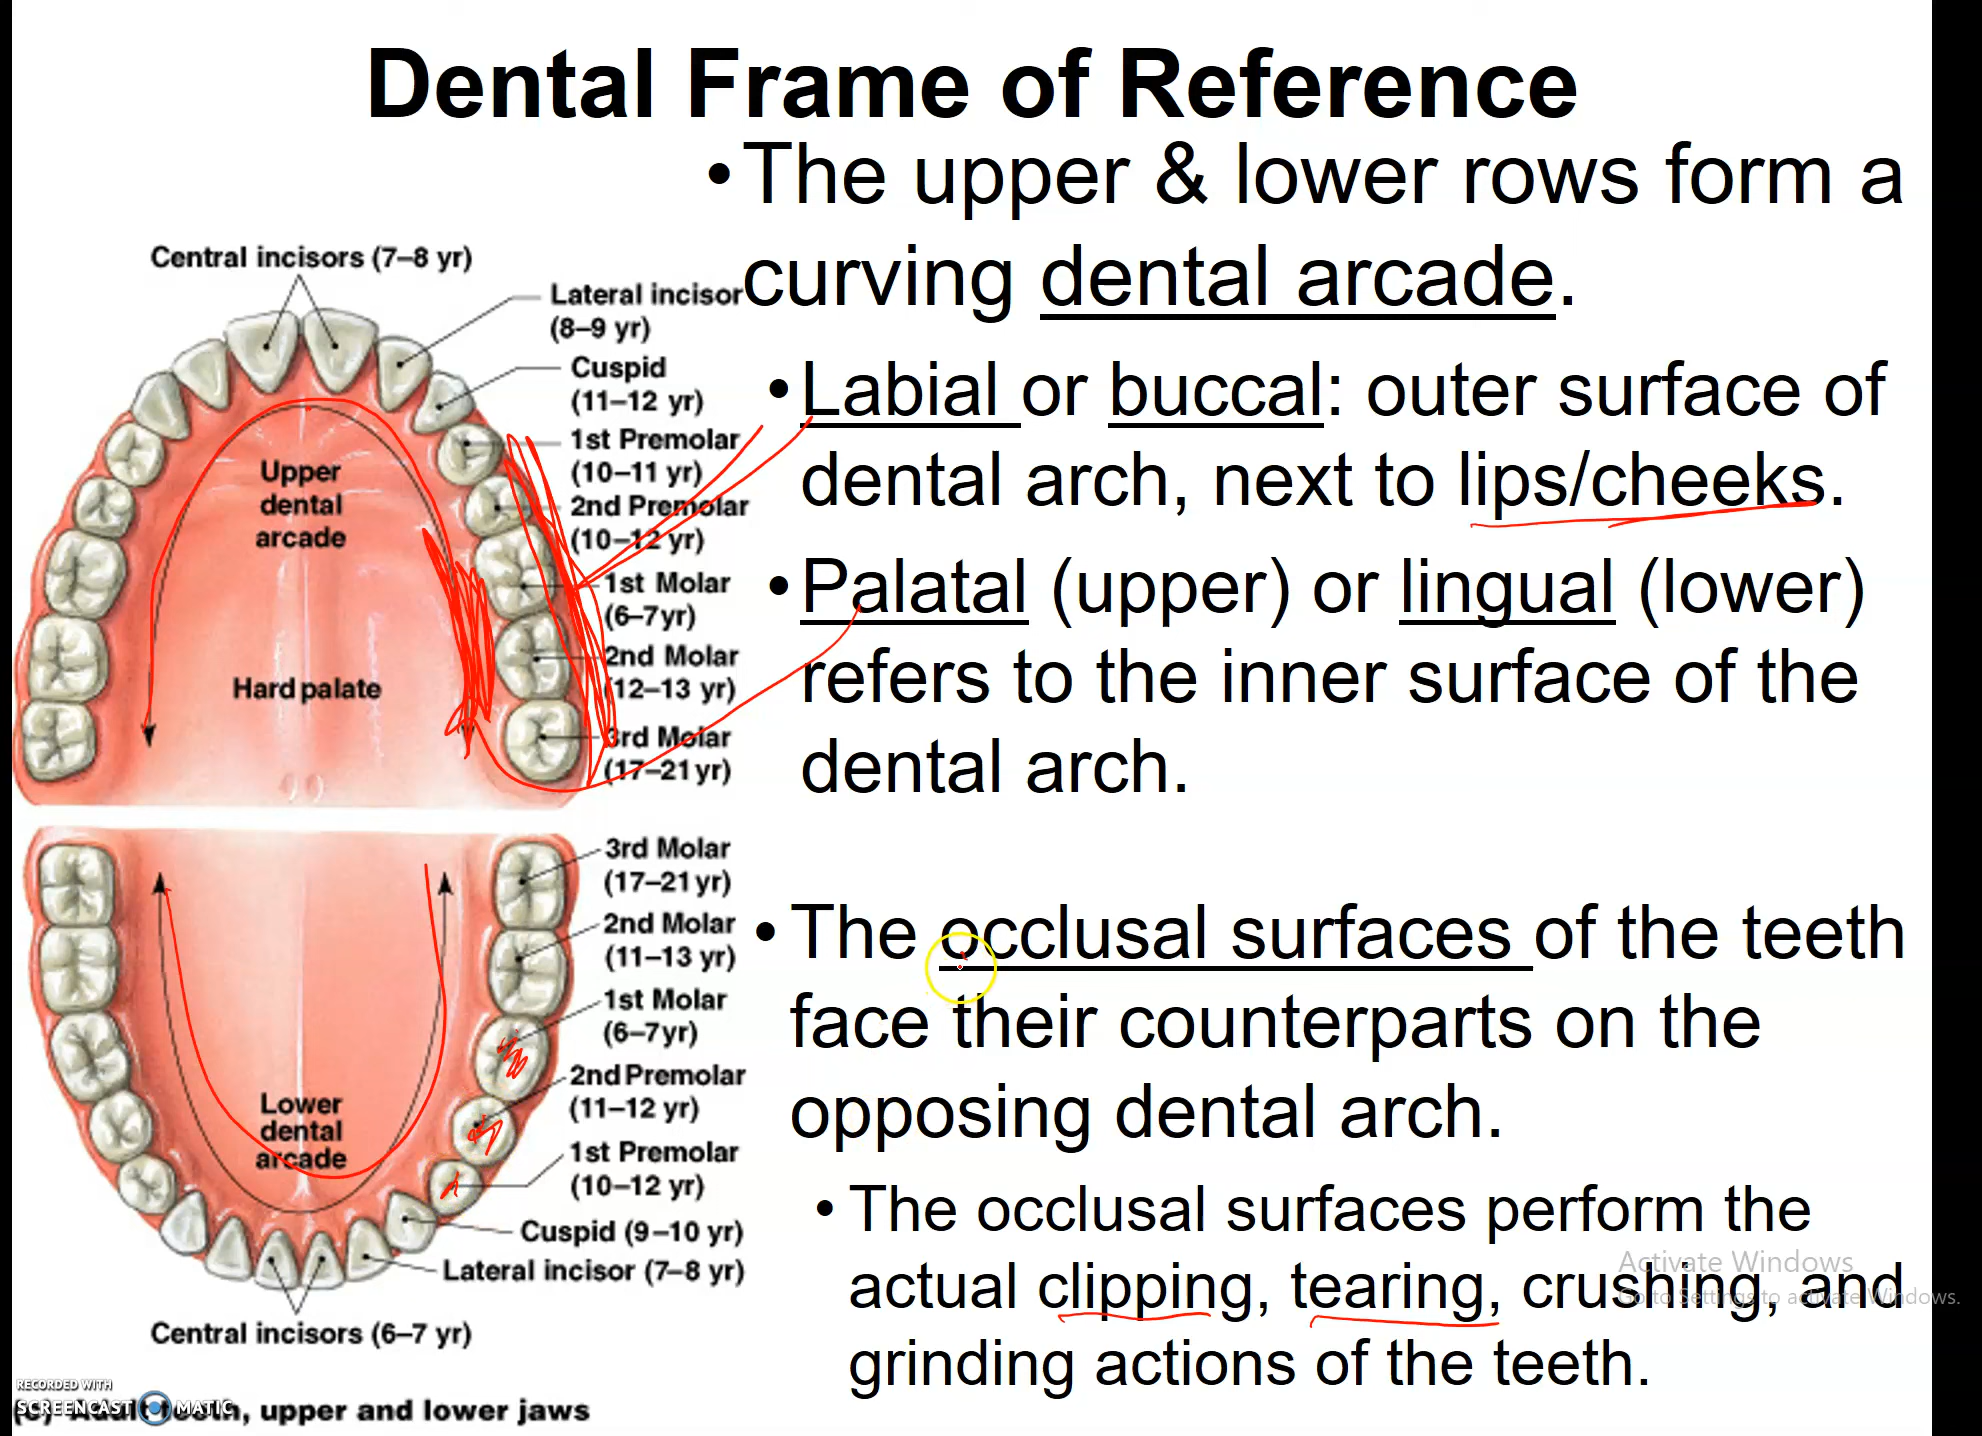 Dental Frame of Reference
•The upper & lower rows form a
curving dental arcade.
•Labial or buccal: outer surface of
dental arch, next to lips/cheeks.
•Palatal (upper) or lingual (lower)
refers to the inner surface of the
dental arch.
•The occlusal surfaces of the teeth
face their counterparts on the
opposing dental arch.
•The occlusal surfaces perform the
actual clipping, tearing, crushing, and
grinding actions of the teeth.
Central incisors (7–8 yr)
Lateral incisor
(8–9 yr)
Cuspid
(11–12 yr)
1st Premolar
(10–11 yr)
2nd Premolar
(10–12 yr)
1st Molar
(6–7yr)
2nd Molar
(12–13 yr)
3rd Molar
(17–21 yr)
Upper
dental
arcade
Hard palate
3rd Molar
(17–21 yr)
2nd Molar
(11–13 yr)
1st Molar
(6–7yr)
2nd Premolar
(11–12 yr)
1st Premolar
(10–12 yr)
Cuspid (9–10 yr)
Lateral incisor (7–8 yr)
Central incisors (6–7 yr)
Lower
dental
arcade
upper and lower jaws
RECORDED WITH
SCREENCAST MATIC
Activate Windows
Go to Settings to activate Windows.